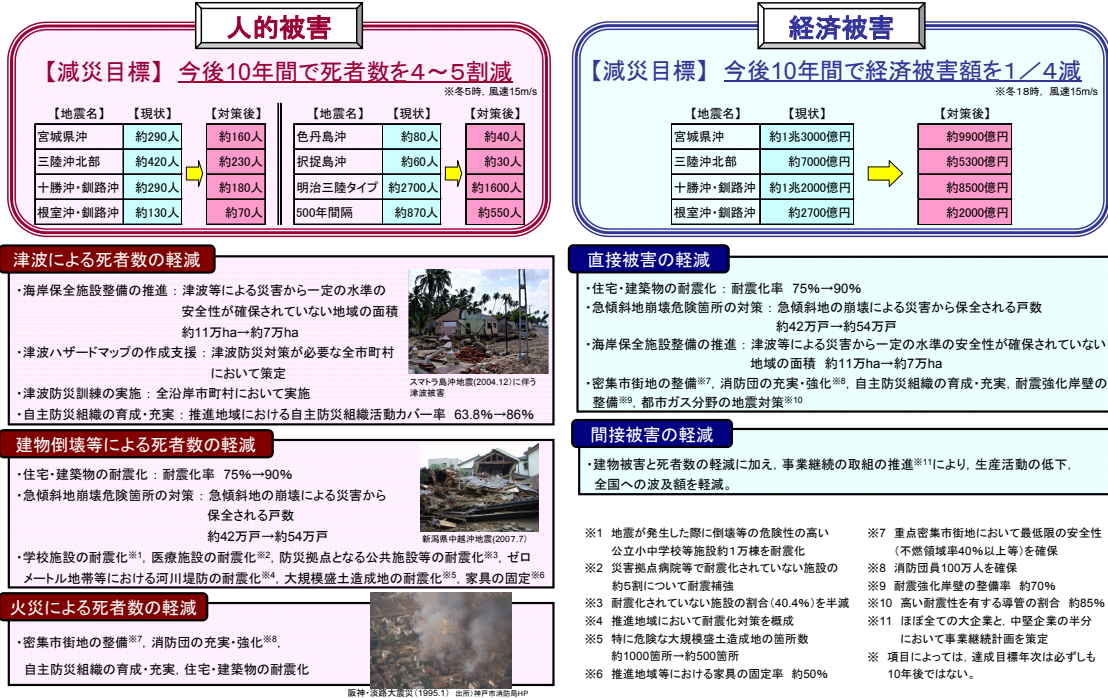 人的被害
【減災目標】 今後10年間で死者数を4～5割減
※冬5時，風速15m/s
【地震名】 【現状】 【対策後】
宮城県沖 約290人 約160人
三陸沖北部 約420人 約230人
十勝沖・釧路沖 約290人 約180人
根室沖・釧路沖 約130人 約70人
【地震名】 【現状】 【対策後】
色丹島沖 約80人 約40人
択捉島沖 約60人 約30人
明治三陸タイプ 約2700人 約1600人
500年間隔 約870人 約550人
津波による死者数の軽減
・海岸保全施設整備の推進 ： 津波等による災害から一定の水準の
安全性が確保されていない地域の面積
約11万ha→約7万ha
・津波ハザードマップの作成支援 ： 津波防災対策が必要な全市町村
において策定
・津波防災訓練の実施 ： 全沿岸市町村において実施
・自主防災組織の育成・充実 ： 推進地域における自主防災組織活動カバー率 63.8%→86%
スマトラ島沖地震(2004.12)に伴う
津波被害
建物倒壊等による死者数の軽減
・住宅・建築物の耐震化 ： 耐震化率 75%→90%
・急傾斜地崩壊危険箇所の対策 ： 急傾斜地の崩壊による災害から
保全される戸数
約42万戸→約54万戸
新潟県中越沖地震(2007.7)
・学校施設の耐震化※1，医療施設の耐震化※2，防災拠点となる公共施設等の耐震化※3，ゼロ
メートル地帯等における河川堤防の耐震化※4，大規模盛土造成地の耐震化※5，家具の固定※6
火災による死者数の軽減
・密集市街地の整備※7，消防団の充実・強化※8，
自主防災組織の育成・充実，住宅・建築物の耐震化
阪神・淡路大震災(1995.1) 出所)神戸市消防局HP
経済被害
【減災目標】 今後10年間で経済被害額を1／4減
※冬18時，風速15m/s
【地震名】 【現状】 【対策後】
宮城県沖 約1兆3000億円 約9900億円
三陸沖北部 約7000億円 約5300億円
十勝沖・釧路沖 約1兆2000億円 約8500億円
根室沖・釧路沖 約2700億円 約2000億円
直接被害の軽減
・住宅・建築物の耐震化 ： 耐震化率 75%→90%
・急傾斜地崩壊危険箇所の対策 ： 急傾斜地の崩壊による災害から保全される戸数
約42万戸→約54万戸
・海岸保全施設整備の推進 ： 津波等による災害から一定の水準の安全性が確保されていない
地域の面積 約11万ha→約7万ha
・密集市街地の整備※7，消防団の充実・強化※8，自主防災組織の育成・充実，耐震強化岸壁の
整備※9，都市ガス分野の地震対策※10
間接被害の軽減
・建物被害と死者数の軽減に加え，事業継続の取組の推進※11により，生産活動の低下，
全国への波及額を軽減。
※1 地震が発生した際に倒壊等の危険性の高い
公立小中学校等施設約1万棟を耐震化
※2 災害拠点病院等で耐震化されていない施設の
約5割について耐震補強
※3 耐震化されていない施設の割合(40.4%)を半減
※4 推進地域において耐震化対策を概成
※5 特に危険な大規模盛土造成地の箇所数
約1000箇所→約500箇所
※6 推進地域等における家具の固定率 約50%
※7 重点密集市街地において最低限の安全性
(不燃領域率40%以上等)を確保
※8 消防団員100万人を確保
※9 耐震強化岸壁の整備率 約70%
※10 高い耐震性を有する導管の割合 約85%
※11 ほぼ全ての大企業と，中堅企業の半分
において事業継続計画を策定
※ 項目によっては，達成目標年次は必ずしも
10年後ではない。